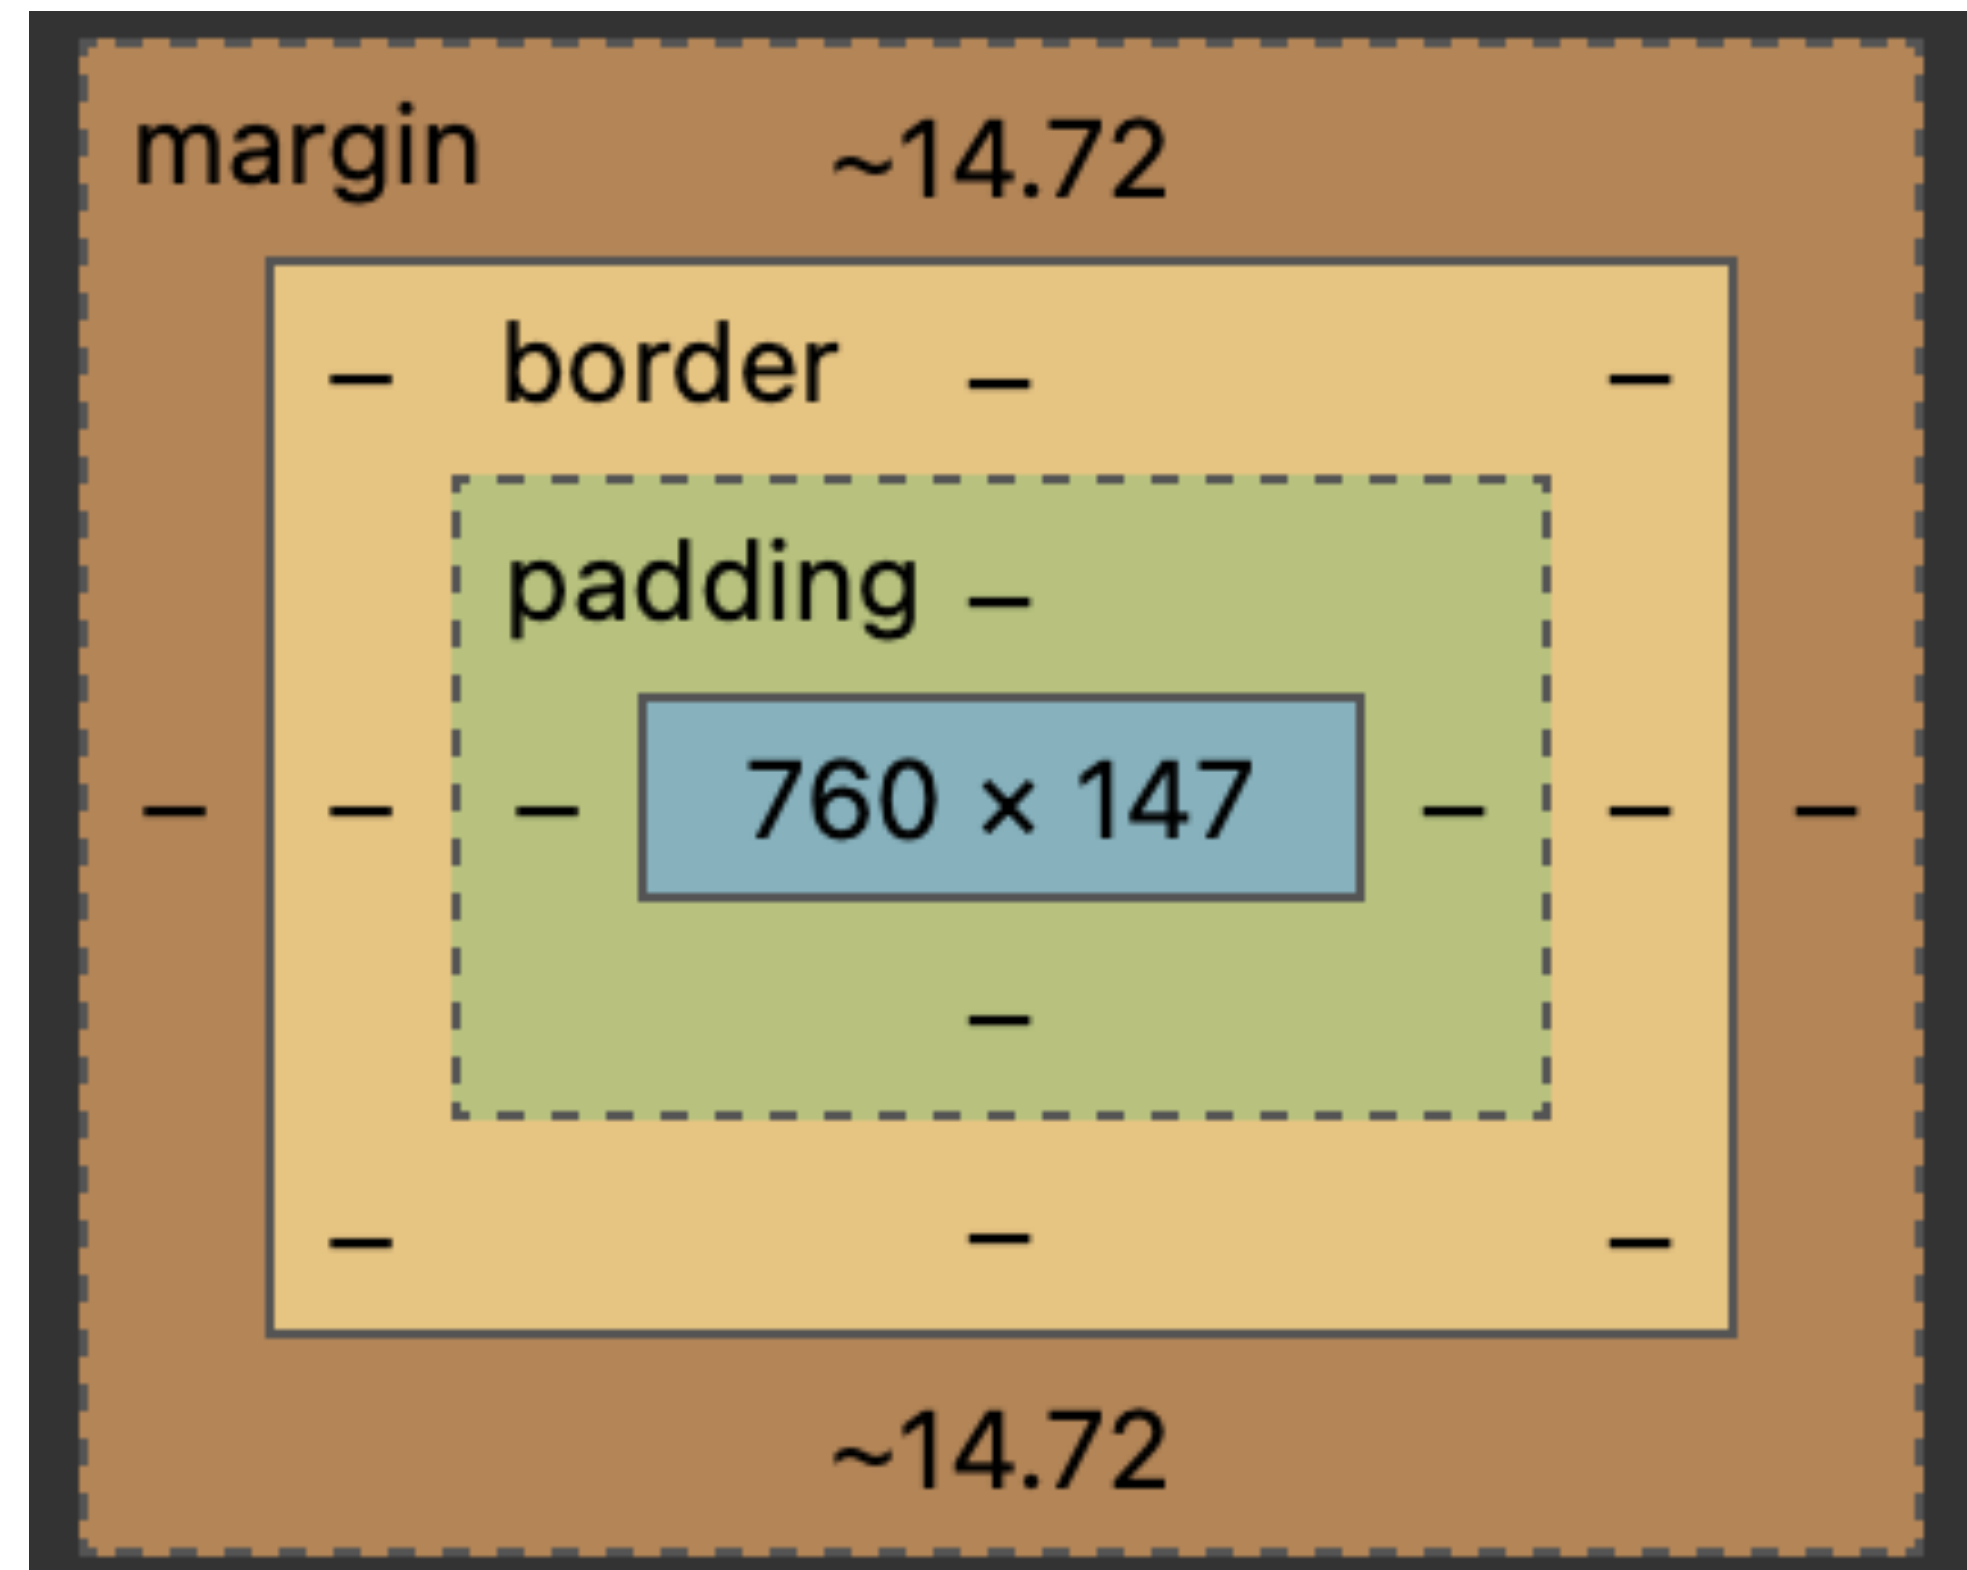 margin ~14.72
– border – –
padding –
– – – 760 × 147 – – –
–
– – –
~14.72